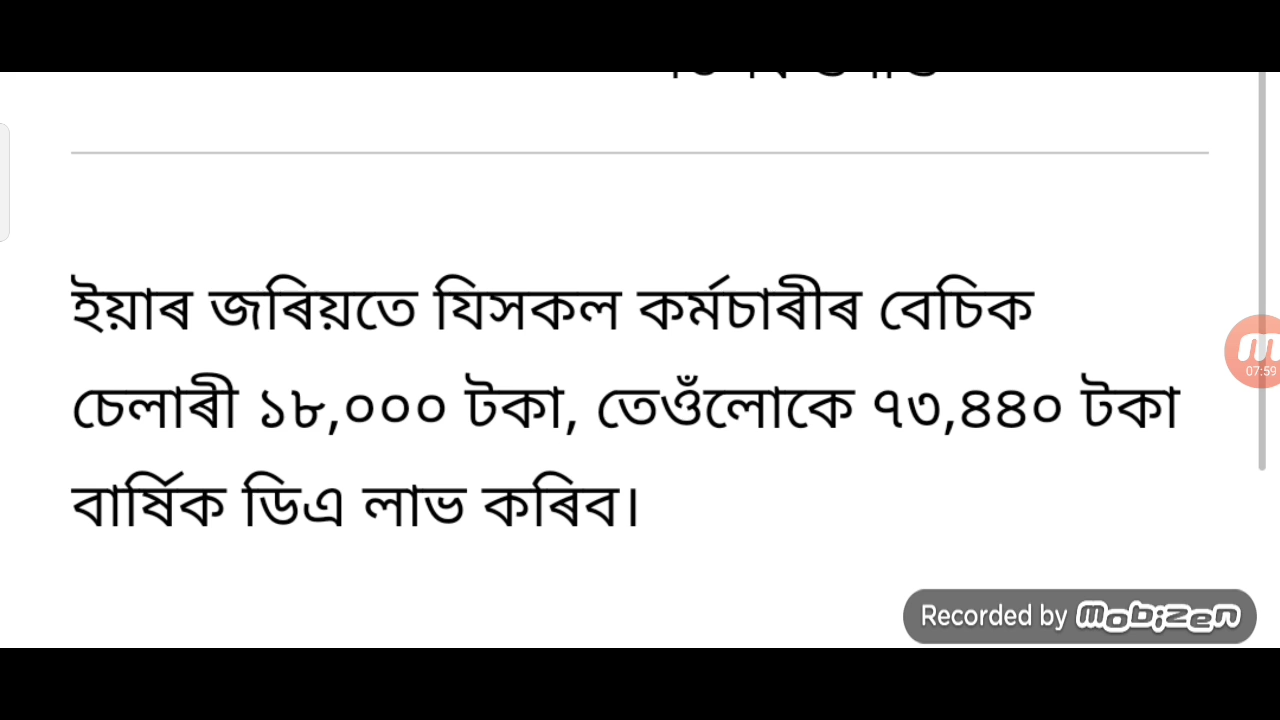 ইয়াৰ জৰিয়তে যিসকল কৰ্মচাৰীৰ বেচিক
চেলাৰী ১৮,০০০ টকা, তেওঁলোকে ৭৩,৪৪০ টকা
বাৰ্ষিক ডিএ লাভ কৰিব।
07:59
Recorded by Mobizen